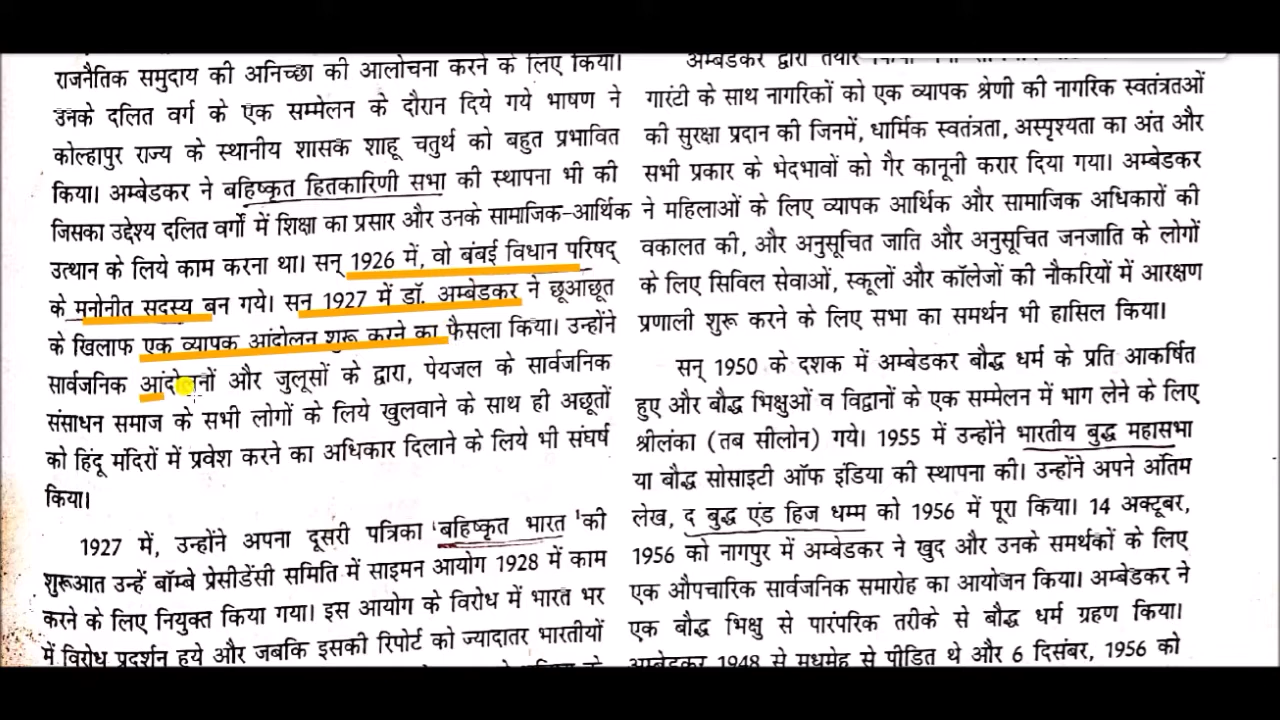 राजनैतिक समुदाय की अनिच्छा की आलोचना करने के लिए किया।
उनके दलित वर्ग के एक सम्मेलन के दौरान दिये गये भाषण ने
कोल्हापुर राज्य के स्थानीय शासक शाहू चतुर्थ को बहुत प्रभावित
किया। अम्बेडकर ने बहिष्कृत हितकारिणी सभा की स्थापना भी की
जिसका उद्देश्य दलित वर्गों में शिक्षा का प्रसार और उनके सामाजिक-आर्थिक
उत्थान के लिये काम करना था। सन् 1926 में, वो बंबई विधान परिषद्
के मनोनीत सदस्य बन गये। सन् 1927 में डॉ. अम्बेडकर ने छूआछूत
के खिलाफ एक व्यापक आंदोलन शुरू करने का फैसला किया। उन्होंने
सार्वजनिक आंदोलनों और जुलूसों के द्वारा, पेयजल के सार्वजनिक
संसाधन समाज के सभी लोगों के लिये खुलवाने के साथ ही अछूतों
को हिंदू मंदिरों में प्रवेश करने का अधिकार दिलाने के लिये भी संघर्ष
किया।
1927 में, उन्होंने अपना दूसरी पत्रिका 'बहिष्कृत भारत' की
शुरूआत उन्हें बॉम्बे प्रेसीडेंसी समिति में साइमन आयोग 1928 में काम
करने के लिए नियुक्त किया गया। इस आयोग के विरोध में भारत भर
में विरोध प्रदर्शन हुये और जबकि इसकी रिपोर्ट को ज्यादातर भारतीयों
अम्बेडकर द्वारा तैयार
गारंटी के साथ नागरिकों को एक व्यापक श्रेणी की नागरिक स्वतंत्रतओं
की सुरक्षा प्रदान की जिनमें, धार्मिक स्वतंत्रता, अस्पृश्यता का अंत और
सभी प्रकार के भेदभावों को गैर कानूनी करार दिया गया। अम्बेडकर
ने महिलाओं के लिए व्यापक आर्थिक और सामाजिक अधिकारों की
वकालत की, और अनुसूचित जाति और अनुसूचित जनजाति के लोगों
के लिए सिविल सेवाओं, स्कूलों और कॉलेजों की नौकरियों में आरक्षण
प्रणाली शुरू करने के लिए सभा का समर्थन भी हासिल किया।
सन् 1950 के दशक में अम्बेडकर बौद्ध धर्म के प्रति आकर्षित
हुए और बौद्ध भिक्षुओं व विद्वानों के एक सम्मेलन में भाग लेने के लिए
श्रीलंका (तब सीलोन) गये। 1955 में उन्होंने भारतीय बुद्ध महासभा
या बौद्ध सोसाइटी ऑफ इंडिया की स्थापना की। उन्होंने अपने अंतिम
लेख, द बुद्ध एंड हिज धम्म को 1956 में पूरा किया। 14 अक्टूबर,
1956 को नागपुर में अम्बेडकर ने खुद और उनके समर्थकों के लिए
एक औपचारिक सार्वजनिक समारोह का आयोजन किया। अम्बेडकर ने
एक बौद्ध भिक्षु से पारंपरिक तरीके से बौद्ध धर्म ग्रहण किया।
अम्बेडकर 1948 से मधुमेह से पीड़ित थे और 6 दिसंबर, 1956 को